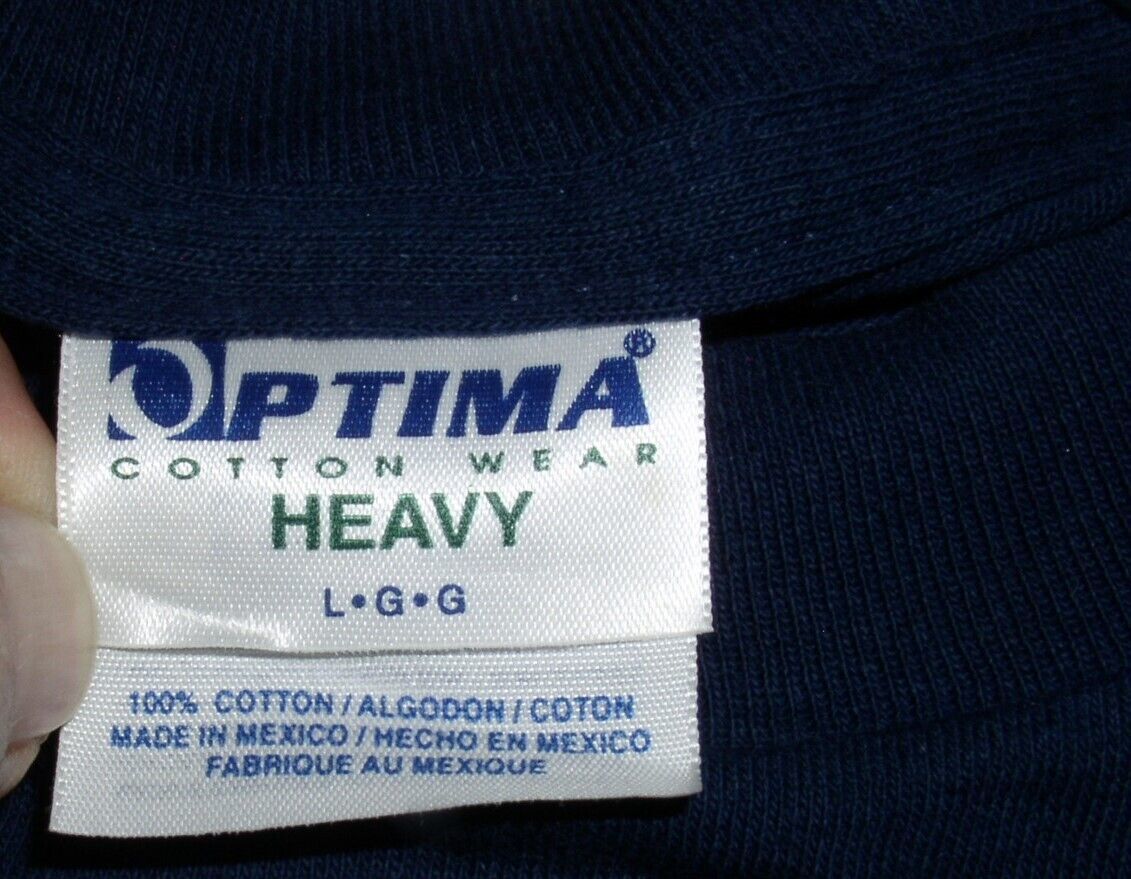 OPTIMA®
COTTON WEAR
HEAVY
L•G•G
100% COTTON / ALGODON / COTON
MADE IN MEXICO / HECHO EN MEXICO
FABRIQUE AU MEXIQUE